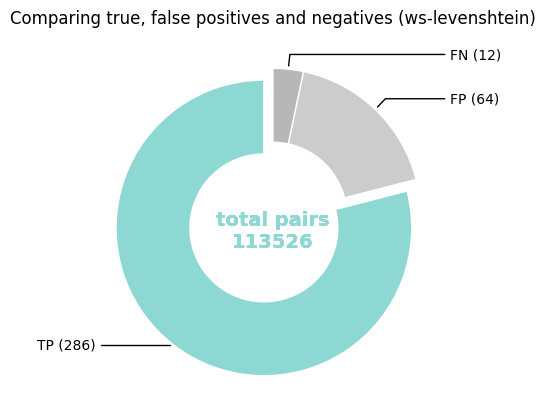 Comparing true, false positives and negatives (ws-levenshtein)
FN (12)
FP (64)
total pairs
113526
TP (286)